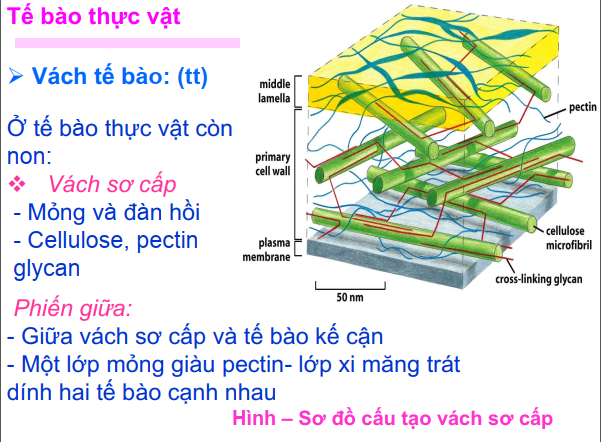 Tế bào thực vật
➢ Vách tế bào: (tt)
Ở tế bào thực vật còn
non:
❖ Vách sơ cấp
- Mỏng và đàn hồi
- Cellulose, pectin
glycan
Phiến giữa:
- Giữa vách sơ cấp và tế bào kế cận
- Một lớp mỏng giàu pectin- lớp xi măng trát
dính hai tế bào cạnh nhau
middle
lamella
pectin
primary
cell wall
plasma
membrane
cellulose
microfibril
cross-linking glycan
50 nm
Hình – Sơ đồ cấu tạo vách sơ cấp